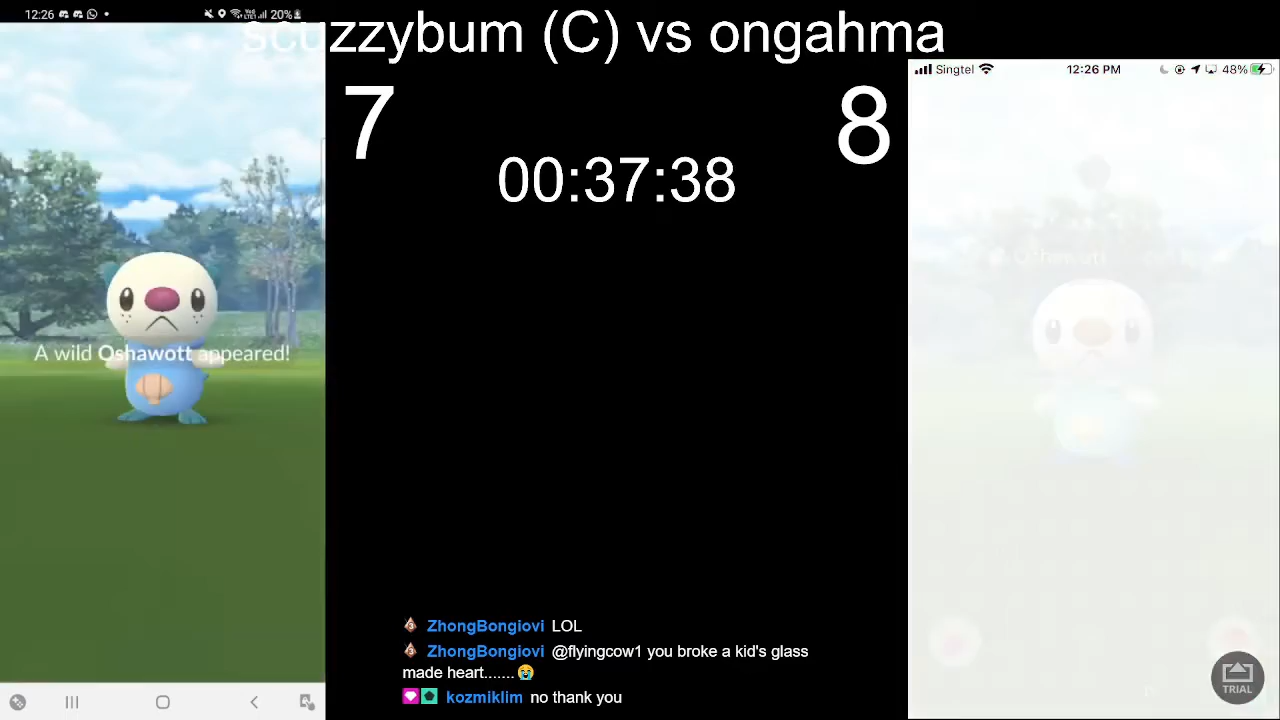 12:26
20%
scuzzybum (C) vs ongahma
Singtel
12:26 PM
48%
7
8
00:37:38
A wild Oshawott appeared!
Oshawott
ZhongBongiovi LOL
ZhongBongiovi @flyingcow1 you broke a kid's glass
made heart.......😭
kozmiklim no thank you
TRIAL